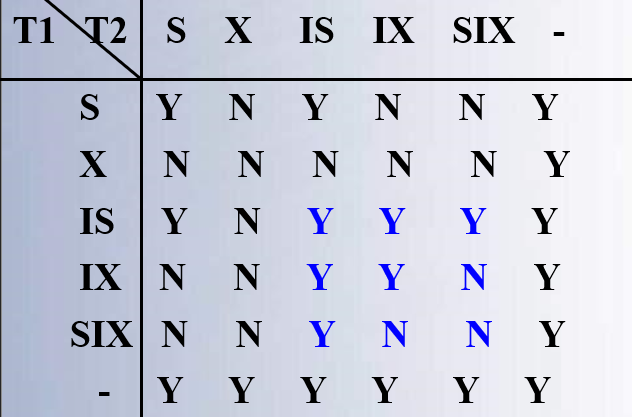 T1 T2 S X IS IX SIX -
S Y N Y N N Y
X N N N N N Y
IS Y N Y Y Y Y
IX N N Y Y N Y
SIX N N Y N N Y
- Y Y Y Y Y Y